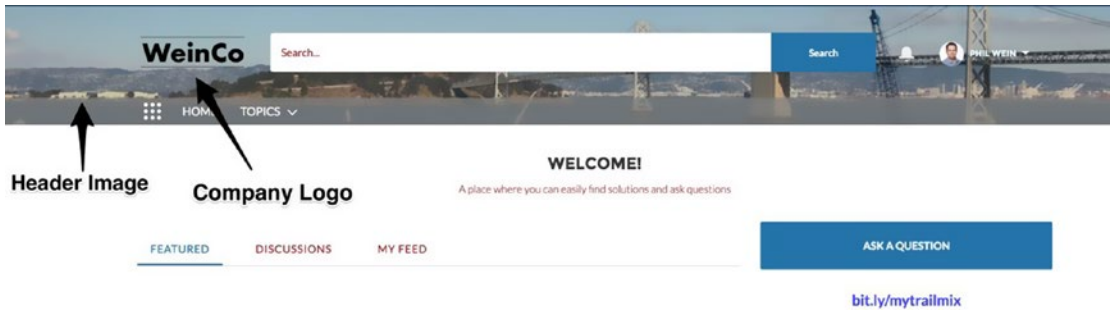 WeinCo
Search...
Search
PHIL WEIN
HOME TOPICS
Header Image
Company Logo
WELCOME!
A place where you can easily find solutions and ask questions
FEATURED DISCUSSIONS MY FEED
ASK A QUESTION
bit.ly/mytrailmix